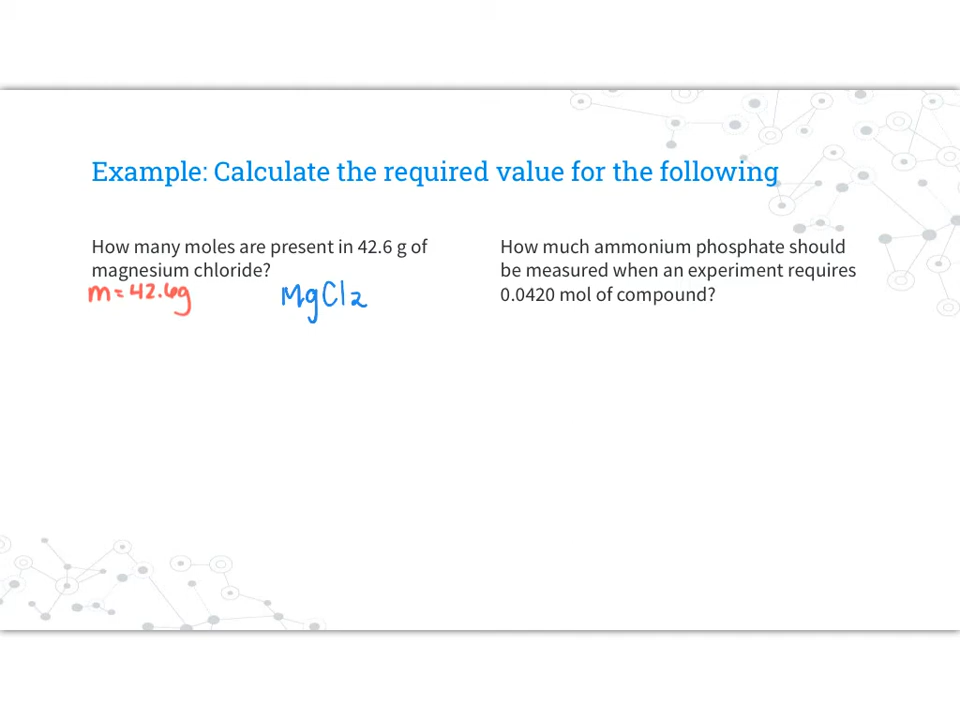 Example: Calculate the required value for the following
How many moles are present in 42.6 g of
magnesium chloride?
m = 42.6g
MgCl2
How much ammonium phosphate should
be measured when an experiment requires
0.0420 mol of compound?